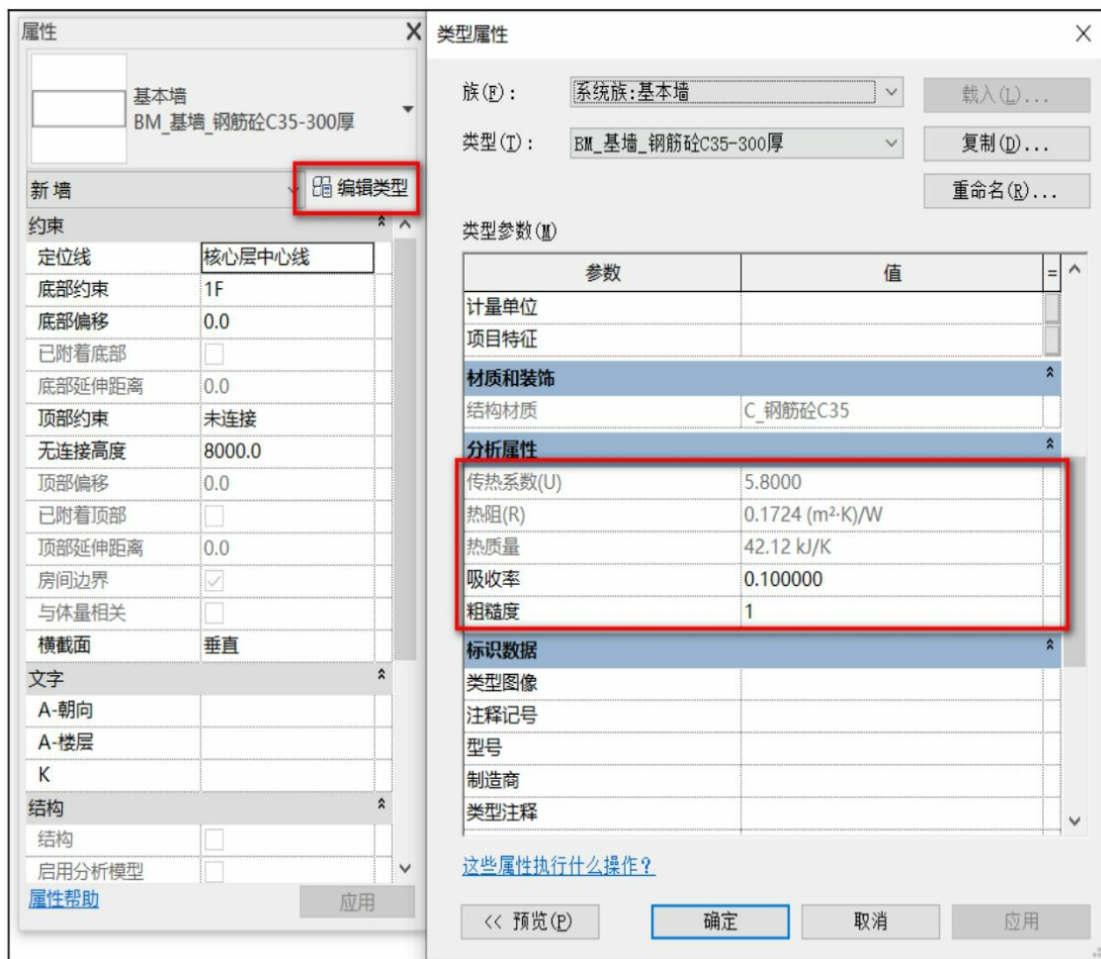 属性
基本墙
BM_基墙_钢筋砼C35-300厚
新墙
编辑类型
约束
定位线 核心层中心线
底部约束 1F
底部偏移 0.0
已附着底部
底部延伸距离 0.0
顶部约束 未连接
无连接高度 8000.0
顶部偏移 0.0
已附着顶部
顶部延伸距离 0.0
房间边界
与体量相关
横截面 垂直
文字
A-朝向
A-楼层
K
结构
结构
启用分析模型
属性帮助 应用
类型属性
族(F): 系统族:基本墙 载入(L)...
类型(T): BM_基墙_钢筋砼C35-300厚 复制(D)...
重命名(R)...
类型参数(M)
参数 值 =
计量单位
项目特征
材质和装饰
结构材质 C_钢筋砼C35
分析属性
传热系数(U) 5.8000
热阻(R) 0.1724 (m²·K)/W
热质量 42.12 kJ/K
吸收率 0.100000
粗糙度 1
标识数据
类型图像
注释记号
型号
制造商
类型注释
这些属性执行什么操作?
<< 预览(P) 确定 取消 应用